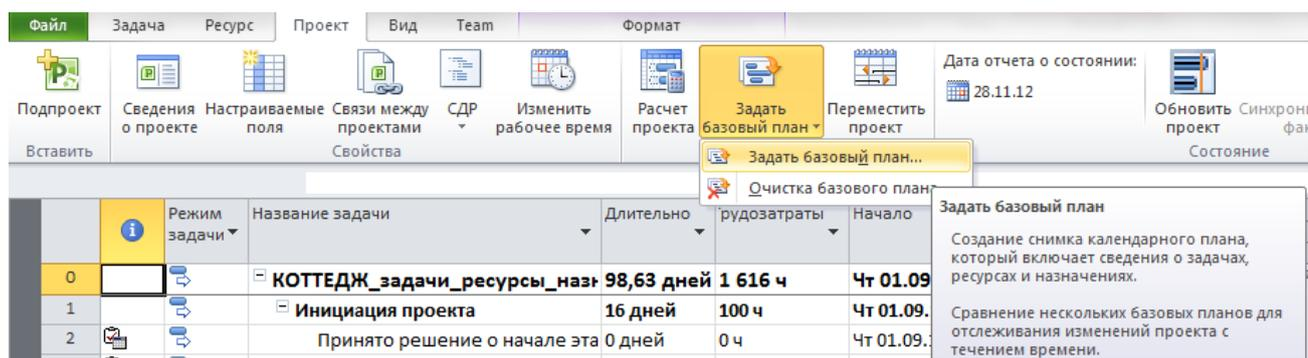 Файл Задача Ресурс Проект Вид Team Формат
Подпроект Сведения о проекте Настраиваемые поля Связи между проектами СДР Изменить рабочее время Расчет проекта Задать базовый план Переместить проект Дата отчета о состоянии: 28.11.12 Обновить проект
Вставить Свойства Состояние
Задать базовый план...
Очистка базового плана
Режим задачи Название задачи Длительно рудозатраты Начало
0 КОТТЕДЖ_задачи_ресурсы_назн 98,63 дней 1 616 ч Чт 01.09
1 Инициация проекта 16 дней 100 ч Чт 01.09.
2 Принято решение о начале эта 0 дней 0 ч Чт 01.09.
Задать базовый план
Создание снимка календарного плана,
который включает сведения о задачах,
ресурсах и назначениях.
Сравнение нескольких базовых планов для
отслеживания изменений проекта с
течением времени.